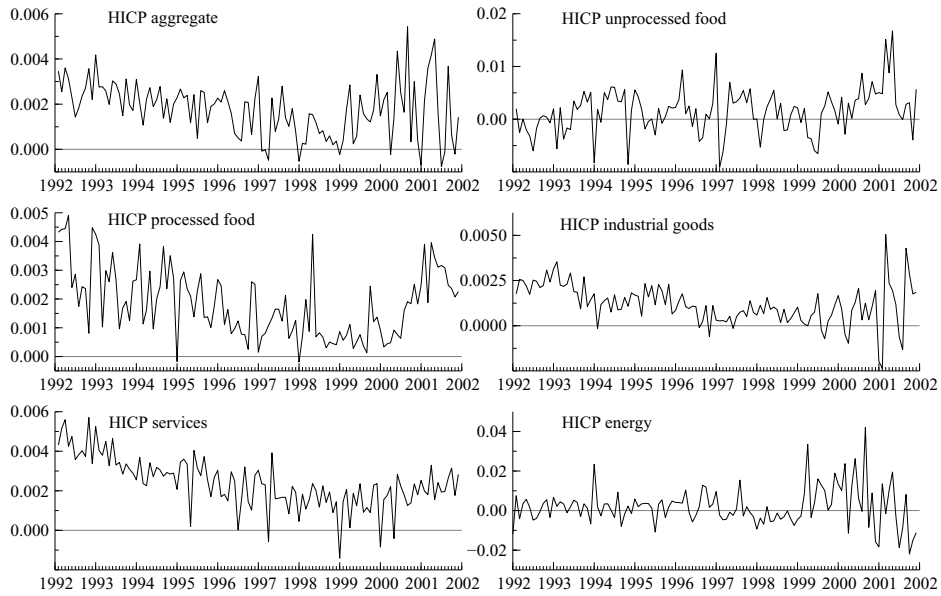 HICP aggregate
0.006
0.004
0.002
0.000
1992 1993 1994 1995 1996 1997 1998 1999 2000 2001 2002
HICP unprocessed food
0.02
0.01
0.00
1992 1993 1994 1995 1996 1997 1998 1999 2000 2001 2002
HICP processed food
0.005
0.004
0.003
0.002
0.001
0.000
1992 1993 1994 1995 1996 1997 1998 1999 2000 2001 2002
HICP industrial goods
0.0050
0.0025
0.0000
1992 1993 1994 1995 1996 1997 1998 1999 2000 2001 2002
HICP services
0.006
0.004
0.002
0.000
1992 1993 1994 1995 1996 1997 1998 1999 2000 2001 2002
HICP energy
0.04
0.02
0.00
−0.02
1992 1993 1994 1995 1996 1997 1998 1999 2000 2001 2002